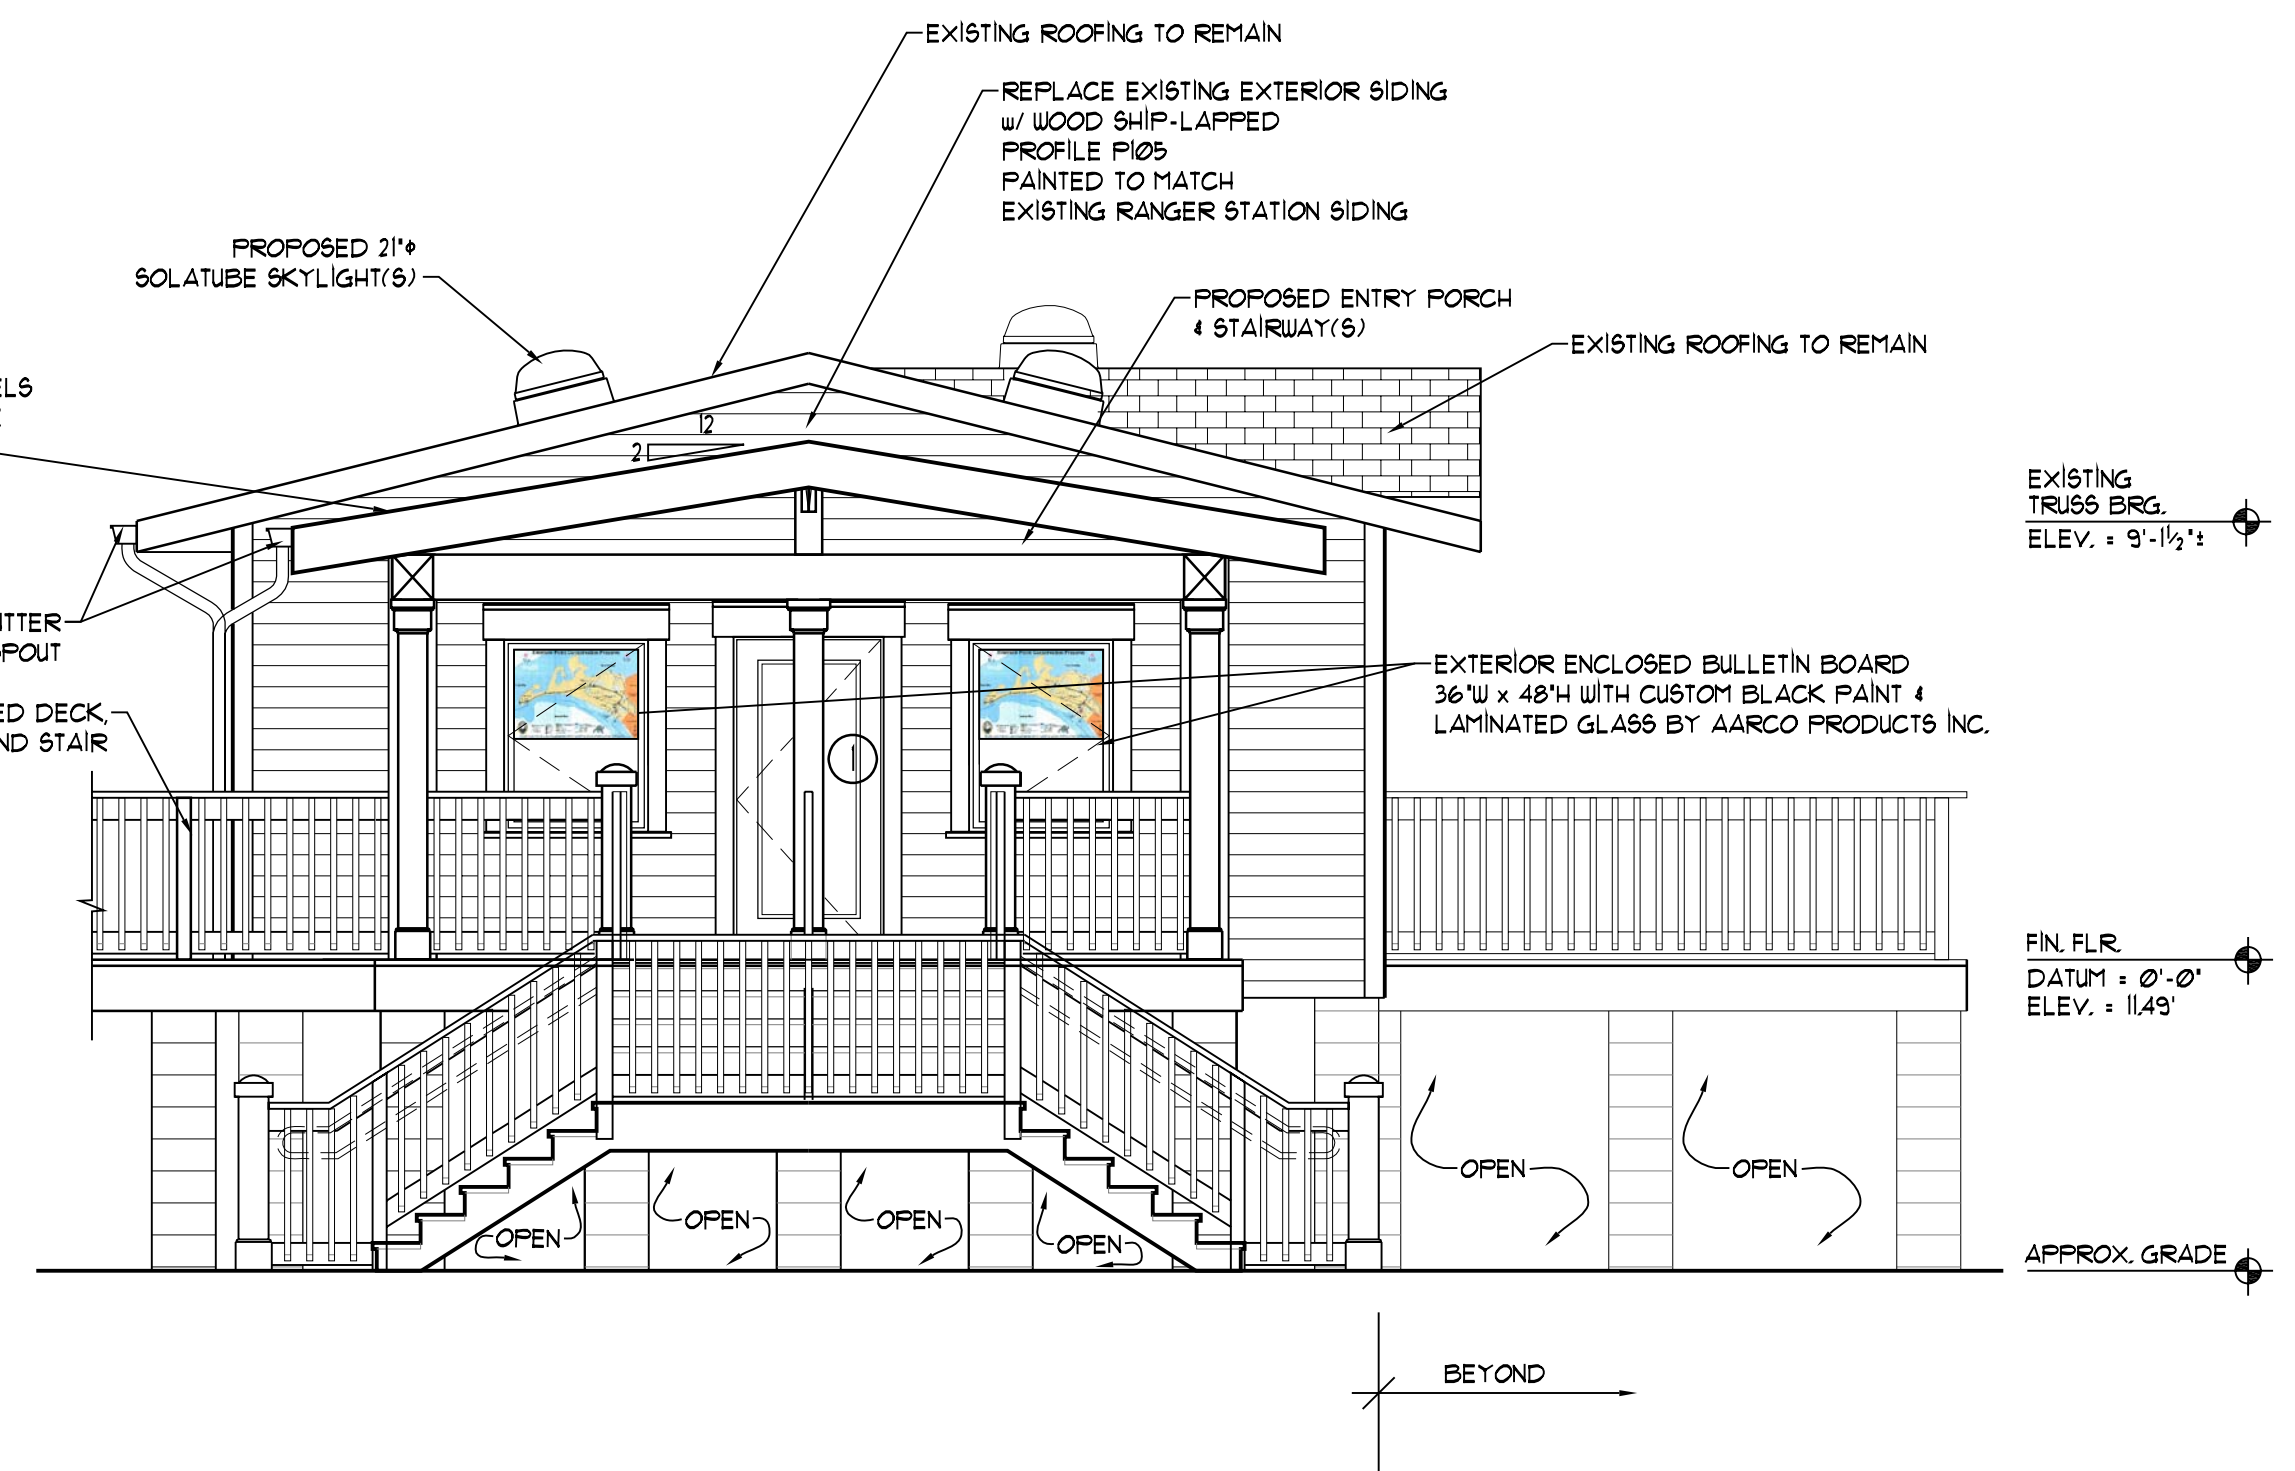 EXISTING ROOFING TO REMAIN
REPLACE EXISTING EXTERIOR SIDING
w/ WOOD SHIP-LAPPED
PROFILE P105
PAINTED TO MATCH
EXISTING RANGER STATION SIDING
PROPOSED 21"ϕ
SOLATUBE SKYLIGHT(S)
PROPOSED ENTRY PORCH
& STAIRWAY(S)
EXISTING ROOFING TO REMAIN
ELS
12
2
EXISTING
TRUSS BRG.
ELEV. = 9'-1½"±
ITTER
SPOUT
EXTERIOR ENCLOSED BULLETIN BOARD
36"W x 48"H WITH CUSTOM BLACK PAINT &
LAMINATED GLASS BY AARCO PRODUCTS INC.
ED DECK,
ND STAIR
1
FIN. FLR.
DATUM = 0'-0"
ELEV. = 11.49'
OPEN
OPEN
OPEN
OPEN
OPEN
OPEN
APPROX. GRADE
BEYOND